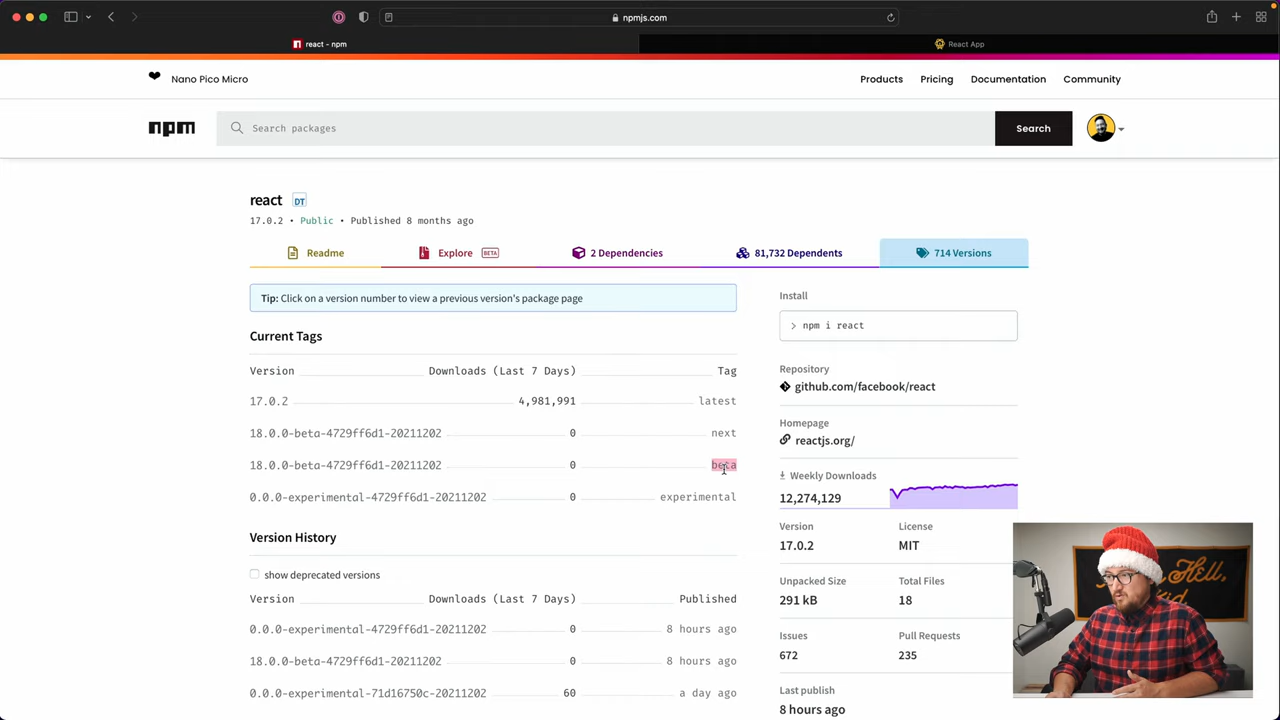 npmjs.com
react - npm
React App
Nano Pico Micro
Products
Pricing
Documentation
Community
npm
Search packages
Search
react
DT
17.0.2 • Public • Published 8 months ago
Readme
Explore BETA
2 Dependencies
81,732 Dependents
714 Versions
Tip: Click on a version number to view a previous version's package page
Current Tags
Version Downloads (Last 7 Days) Tag
17.0.2 4,981,991 latest
18.0.0-beta-4729ff6d1-20211202 0 next
18.0.0-beta-4729ff6d1-20211202 0 beta
0.0.0-experimental-4729ff6d1-20211202 0 experimental
Version History
show deprecated versions
Version Downloads (Last 7 Days) Published
0.0.0-experimental-4729ff6d1-20211202 0 8 hours ago
18.0.0-beta-4729ff6d1-20211202 0 8 hours ago
0.0.0-experimental-71d16750c-20211202 60 a day ago
Install
> npm i react
Repository
github.com/facebook/react
Homepage
reactjs.org/
Weekly Downloads
12,274,129
Version License
17.0.2 MIT
Unpacked Size Total Files
291 kB 18
Issues Pull Requests
672 235
Last publish
8 hours ago
Hell,
kid